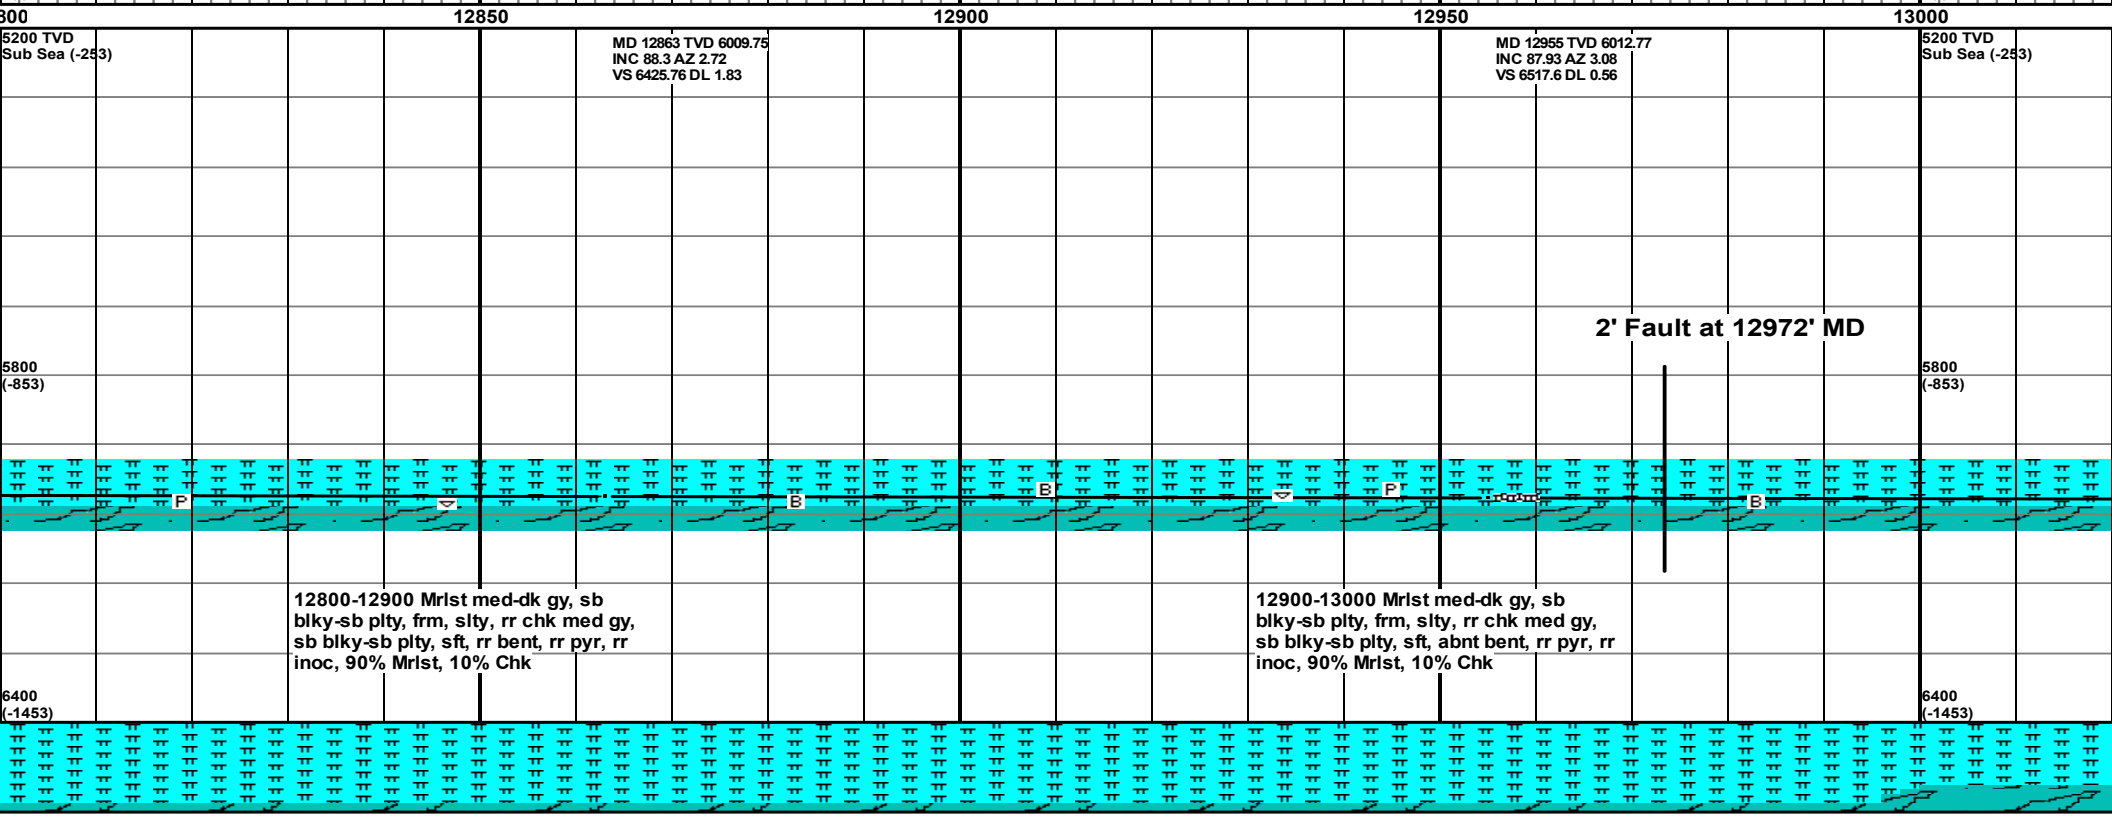 800 12850 12900 12950 13000
5200 TVD
Sub Sea (-253)
MD 12863 TVD 6009.75
INC 88.3 AZ 2.72
VS 6425.76 DL 1.83
MD 12955 TVD 6012.77
INC 87.93 AZ 3.08
VS 6517.6 DL 0.56
5200 TVD
Sub Sea (-253)
2' Fault at 12972' MD
5800
(-853)
5800
(-853)
P
B
B
P
B
12800-12900 Mrlst med-dk gy, sb
blky-sb plty, frm, slty, rr chk med gy,
sb blky-sb plty, sft, rr bent, rr pyr, rr
inoc, 90% Mrlst, 10% Chk
12900-13000 Mrlst med-dk gy, sb
blky-sb plty, frm, slty, rr chk med gy,
sb blky-sb plty, sft, abnt bent, rr pyr, rr
inoc, 90% Mrlst, 10% Chk
6400
(-1453)
6400
(-1453)